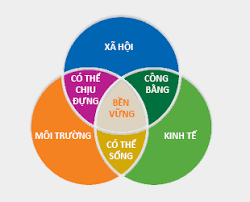 XÃ HỘI
CÓ THỂ
CHỊU
ĐỰNG
CÔNG
BẰNG
BỀN
VỮNG
MÔI TRƯỜNG
KINH TẾ
CÓ THỂ
SỐNG